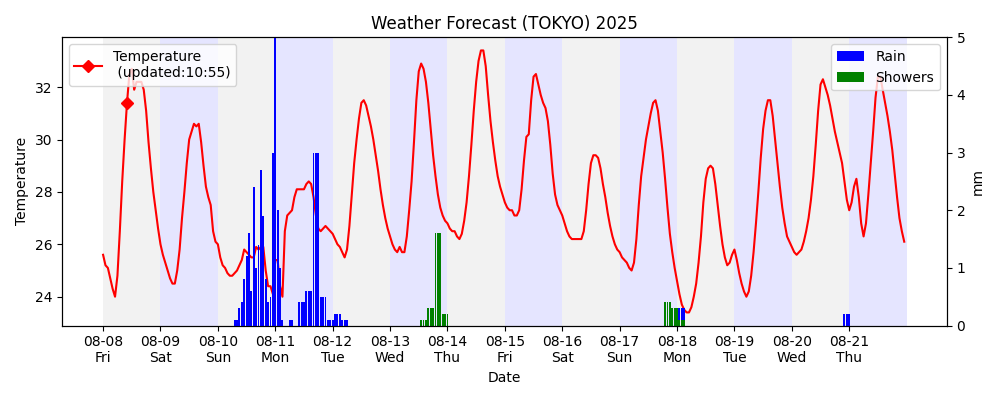 Weather Forecast (TOKYO) 2025
Temperature
(updated:10:55)
Rain
Showers
Temperature
32
30
28
26
24
5
4
3
2
1
0
mm
08-08 08-09 08-10 08-11 08-12 08-13 08-14 08-15 08-16 08-17 08-18 08-19 08-20 08-21
Fri Sat Sun Mon Tue Wed Thu Fri Sat Sun Mon Tue Wed Thu
Date